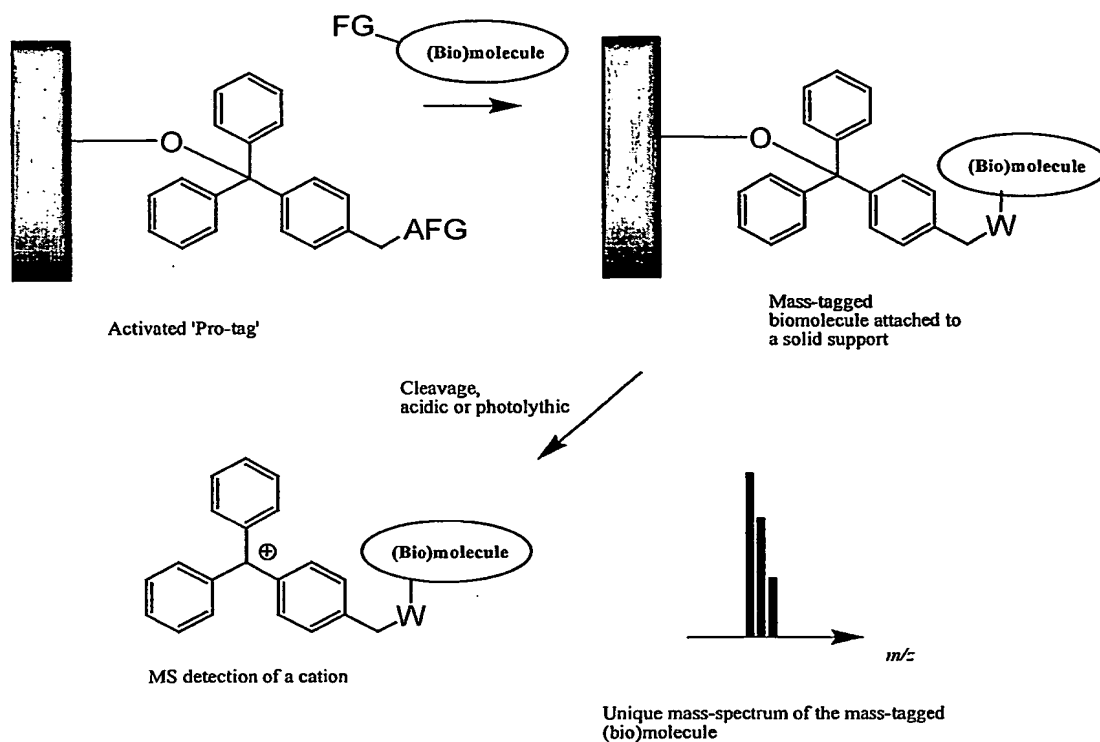 FG
(Bio)molecule
O
AFG
Activated 'Pro-tag'
O
(Bio)molecule
W
Mass-tagged
biomolecule attached to
a solid support
Cleavage,
acidic or photolythic
⊕
(Bio)molecule
W
MS detection of a cation
m/z
Unique mass-spectrum of the mass-tagged
(bio)molecule